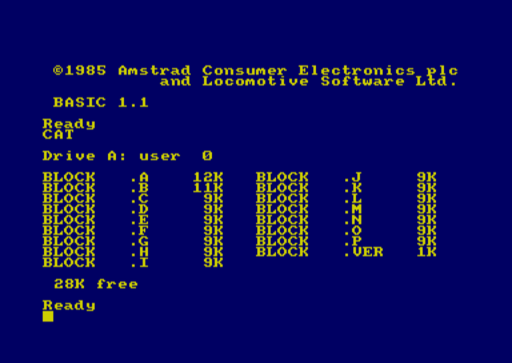 ©1985 Amstrad Consumer Electronics plc
and Locomotive Software Ltd.
BASIC 1.1
Ready
CAT
Drive A: user 0
BLOCK .A 12K BLOCK .J 9K
BLOCK .B 11K BLOCK .K 9K
BLOCK .C 9K BLOCK .L 9K
BLOCK .D 9K BLOCK .M 9K
BLOCK .E 9K BLOCK .N 9K
BLOCK .F 9K BLOCK .O 9K
BLOCK .G 9K BLOCK .P 9K
BLOCK .H 9K BLOCK .VER 1K
BLOCK .I 9K
28K free
Ready